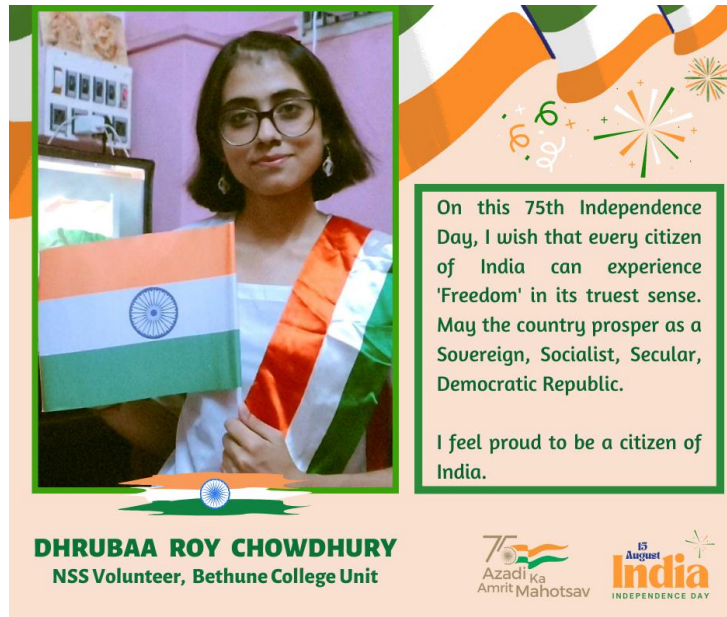 On this 75th Independence
Day, I wish that every citizen
of India can experience
'Freedom' in its truest sense.
May the country prosper as a
Sovereign, Socialist, Secular,
Democratic Republic.
I feel proud to be a citizen of
India.
DHRUBAA ROY CHOWDHURY
NSS Volunteer, Bethune College Unit
75
Azadi Ka
Amrit Mahotsav
15
August
India
INDEPENDENCE DAY